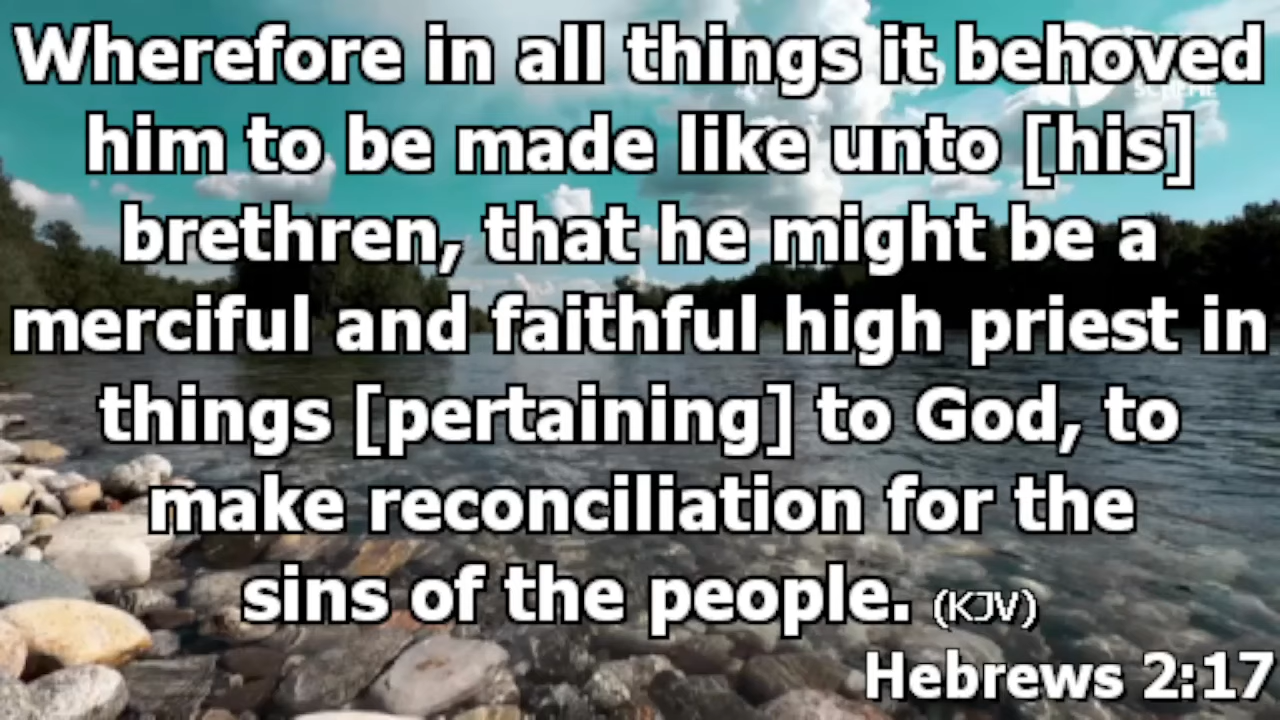 Wherefore in all things it behoved
him to be made like unto [his]
brethren, that he might be a
merciful and faithful high priest in
things [pertaining] to God, to
make reconciliation for the
sins of the people. (KJV)
Hebrews 2:17